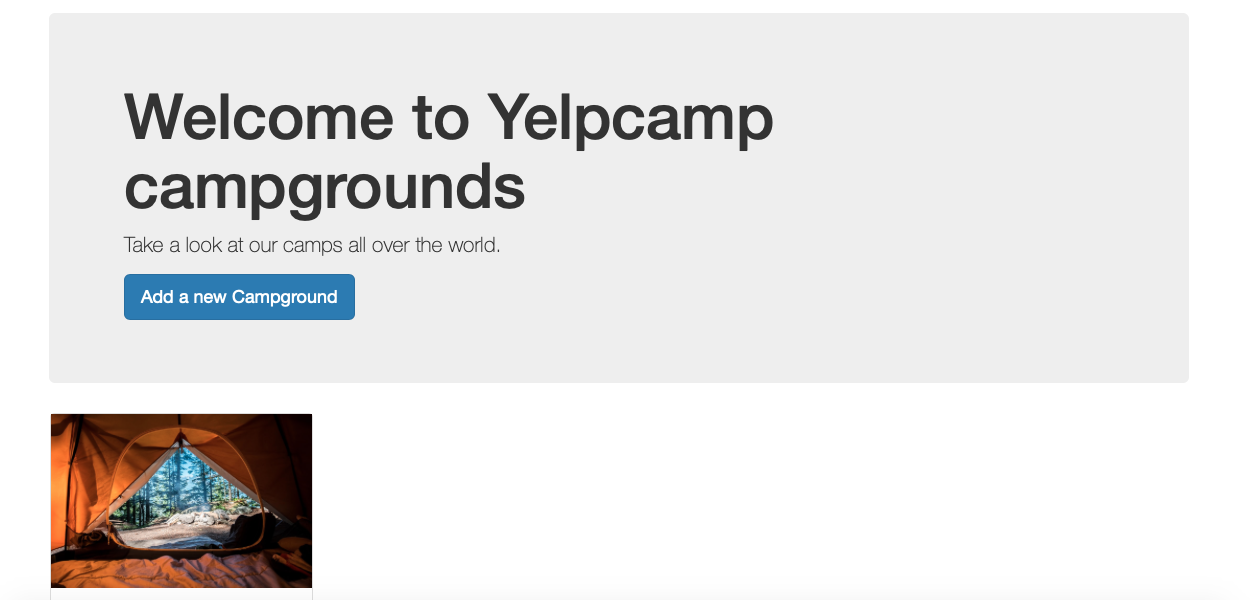 Welcome to Yelpcamp
campgrounds
Take a look at our camps all over the world.
Add a new Campground